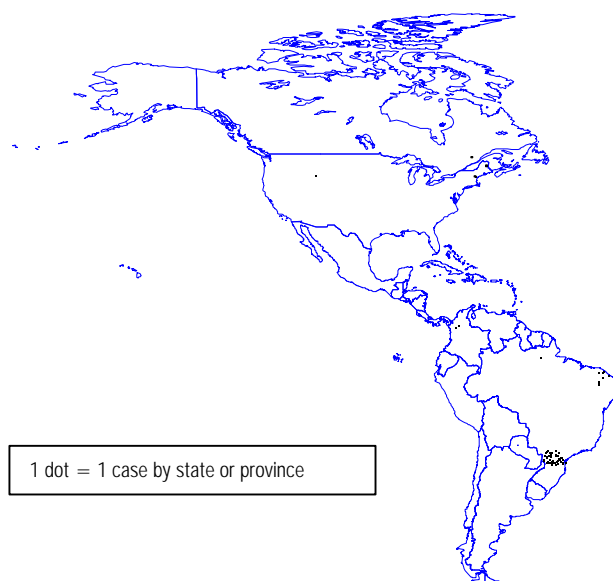 1 dot = 1 case by state or province